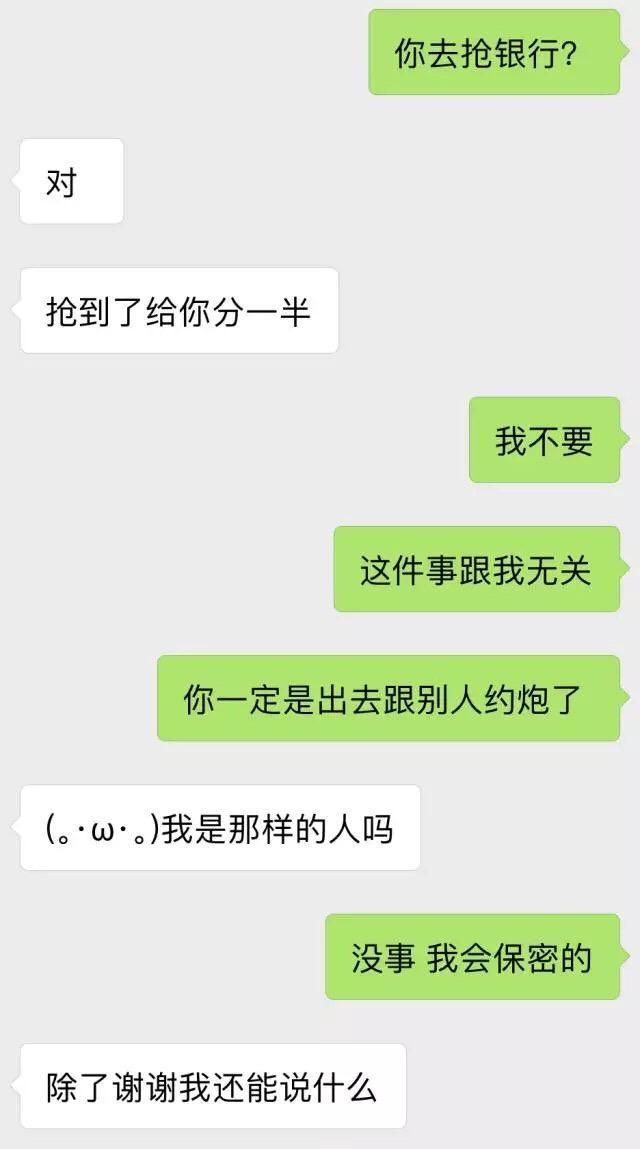 你去抢银行?
对
抢到了给你分一半
我不要
这件事跟我无关
你一定是出去跟别人约炮了
(｡･ω･｡)我是那样的人吗
没事 我会保密的
除了谢谢我还能说什么